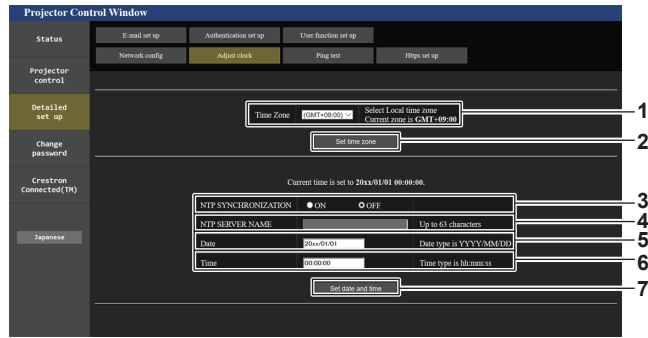 Projector Control Window
Status
E-mail set up
Authentication set up
User function set up
Network config
Adjust clock
Ping test
Https set up
Projector
control
Detailed
set up
Change
password
Crestron
Connected(TM)
Japanese
Time Zone
(GMT+09:00)
Select Local time zone
Current zone is GMT+09:00
1
Set time zone
2
Current time is set to 20xx/01/01 00:00:00.
NTP SYNCHRONIZATION ON OFF
3
NTP SERVER NAME Up to 63 characters
4
Date 20xx/01/01 Date type is YYYY/MM/DD
5
Time 00:00:00 Time type is hh:mm:ss
6
Set date and time
7